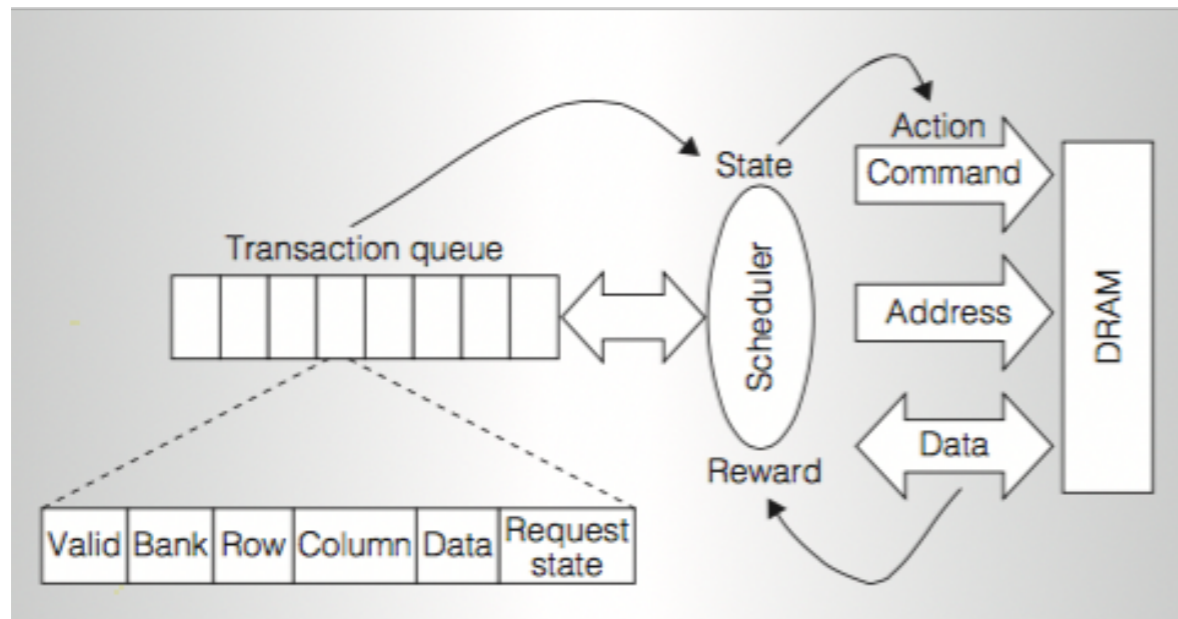 Action
Command
State
Transaction queue
Scheduler
Address
DRAM
Data
Reward
Valid Bank Row Column Data Request
state